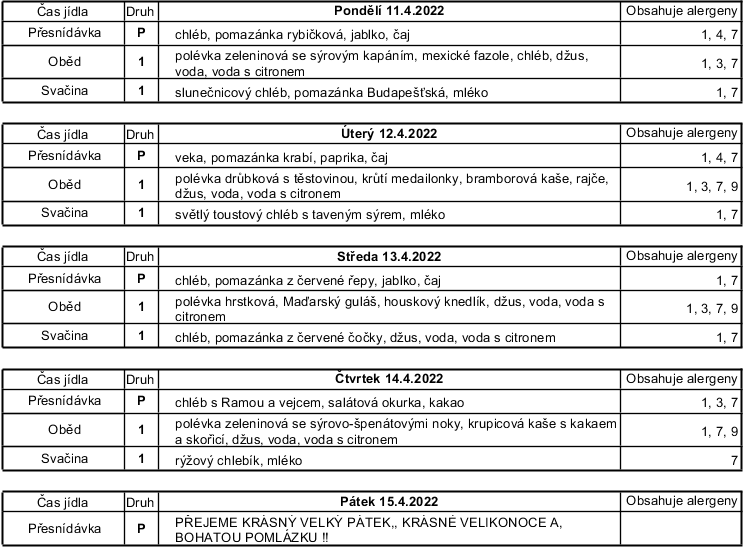 Čas jídla Druh Pondělí 11.4.2022 Obsahuje alergeny
Přesnídávka P chléb, pomazánka rybičková, jablko, čaj 1, 4, 7
Oběd 1 polévka zeleninová se sýrovým kapáním, mexické fazole, chléb, džus, 1, 3, 7
voda, voda s citronem
Svačina 1 slunečnicový chléb, pomazánka Budapešťská, mléko 1, 7
Čas jídla Druh Úterý 12.4.2022 Obsahuje alergeny
Přesnídávka P veka, pomazánka krabí, paprika, čaj 1, 4, 7
Oběd 1 polévka drůbková s těstovinou, krůtí medailonky, bramborová kaše, rajče, 1, 3, 7, 9
džus, voda, voda s citronem
Svačina 1 světlý toustový chléb s taveným sýrem, mléko 1, 7
Čas jídla Druh Středa 13.4.2022 Obsahuje alergeny
Přesnídávka P chléb, pomazánka z červené řepy, jablko, čaj 1, 7
Oběd 1 polévka hrstková, Maďarský guláš, houskový knedlík, džus, voda, voda s 1, 3, 7, 9
citronem
Svačina 1 chléb, pomazánka z červené čočky, džus, voda, voda s citronem 1, 7
Čas jídla Druh Čtvrtek 14.4.2022 Obsahuje alergeny
Přesnídávka P chléb s Ramou a vejcem, salátová okurka, kakao 1, 3, 7
Oběd 1 polévka zeleninová se sýrovo-špenátovými noky, krupicová kaše s kakaem 1, 7, 9
a skořicí, džus, voda, voda s citronem
Svačina 1 rýžový chlebík, mléko 7
Čas jídla Druh Pátek 15.4.2022 Obsahuje alergeny
Přesnídávka P PŘEJEME KRÁSNÝ VELKÝ PÁTEK,, KRÁSNÉ VELIKONOCE A,
BOHATOU POMLÁZKU !!